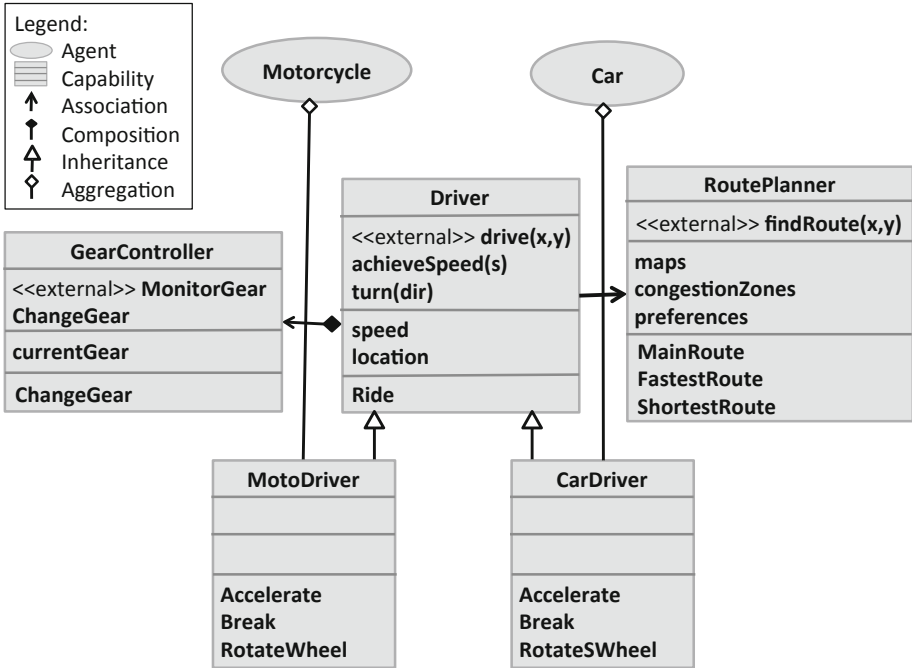 Legend:
Agent
Capability
Association
Composition
Inheritance
Aggregation
Motorcycle
Car
GearController
<<external>> MonitorGear
ChangeGear
currentGear
ChangeGear
Driver
<<external>> drive(x,y)
achieveSpeed(s)
turn(dir)
speed
location
Ride
RoutePlanner
<<external>> findRoute(x,y)
maps
congestionZones
preferences
MainRoute
FastestRoute
ShortestRoute
MotoDriver
Accelerate
Break
RotateWheel
CarDriver
Accelerate
Break
RotateSWheel